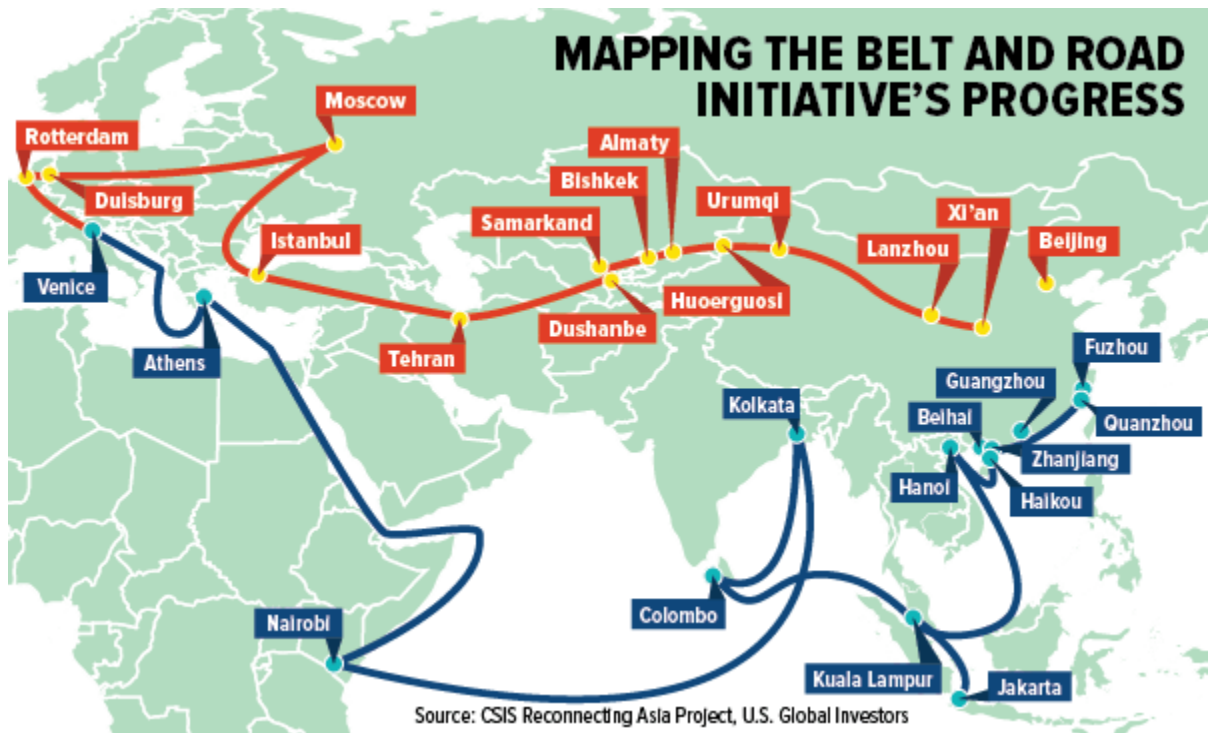 MAPPING THE BELT AND ROAD
INITIATIVE'S PROGRESS
Moscow
Rotterdam
Duisburg
Almaty
Bishkek
Urumqi
Samarkand
Xi'an
Istanbul
Lanzhou
Beijing
Venice
Huoerguosi
Dushanbe
Tehran
Athens
Fuzhou
Guangzhou
Kolkata
Beihai
Quanzhou
Zhanjiang
Hanoi
Haikou
Colombo
Nairobi
Kuala Lampur
Jakarta
Source: CSIS Reconnecting Asia Project, U.S. Global Investors